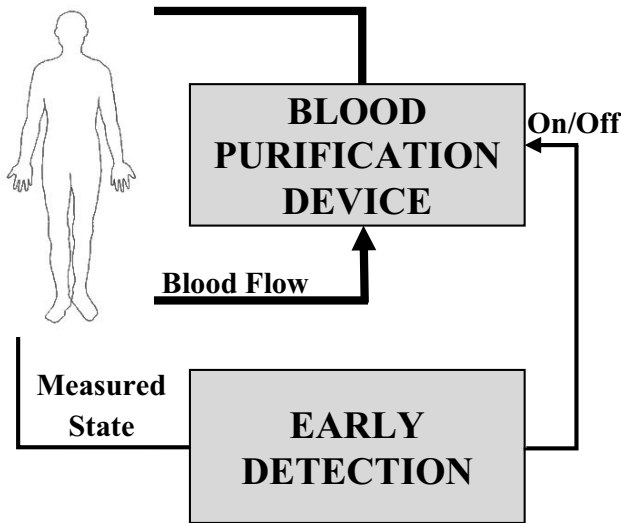 BLOOD
PURIFICATION
DEVICE
On/Off
Blood Flow
Measured
State
EARLY
DETECTION